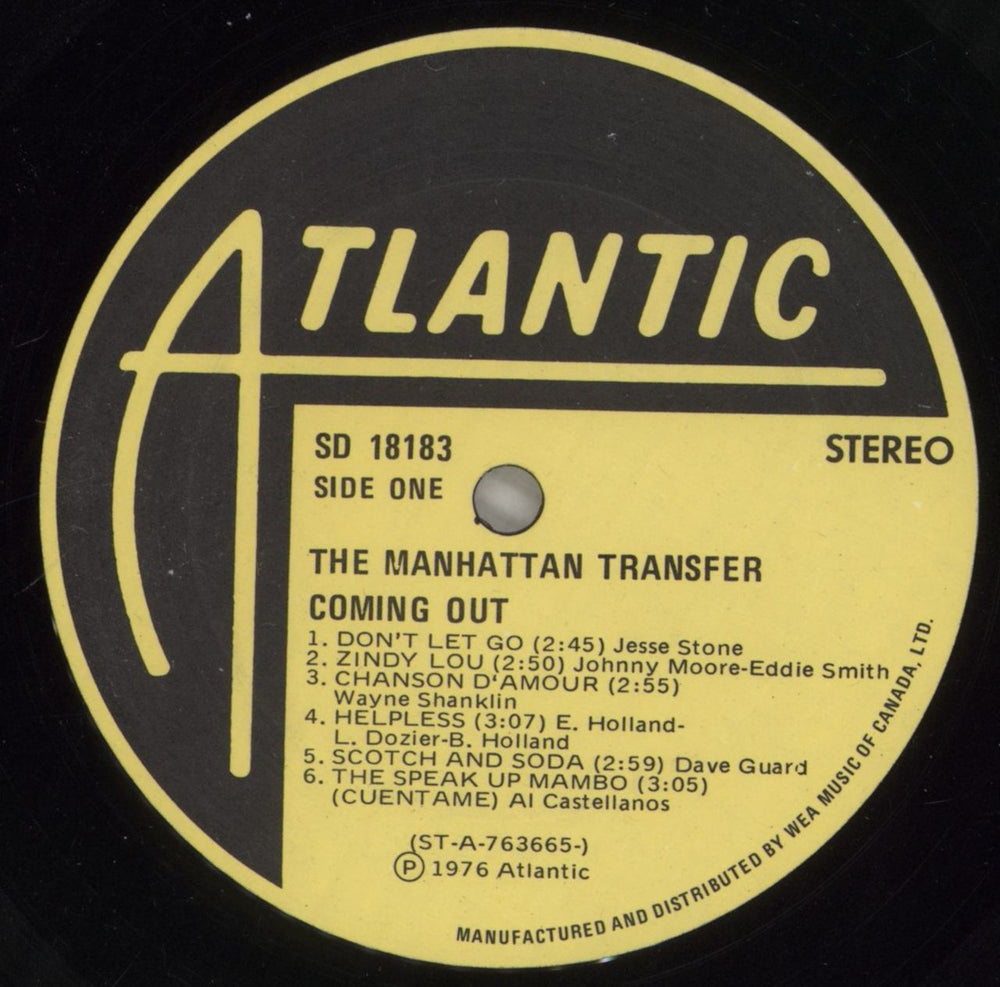 ATLANTIC
SD 18183
STEREO
SIDE ONE
THE MANHATTAN TRANSFER
COMING OUT
1. DON'T LET GO (2:45) Jesse Stone
2. ZINDY LOU (2:50) Johnny Moore-Eddie Smith
3. CHANSON D'AMOUR (2:55)
Wayne Shanklin
4. HELPLESS (3:07) E. Holland-
L. Dozier-B. Holland
5. SCOTCH AND SODA (2:59) Dave Guard
6. THE SPEAK UP MAMBO (3:05)
(CUENTAME) Al Castellanos
(ST-A-763665-)
Ⓟ 1976 Atlantic
MANUFACTURED AND DISTRIBUTED BY WEA MUSIC OF CANADA, LTD.